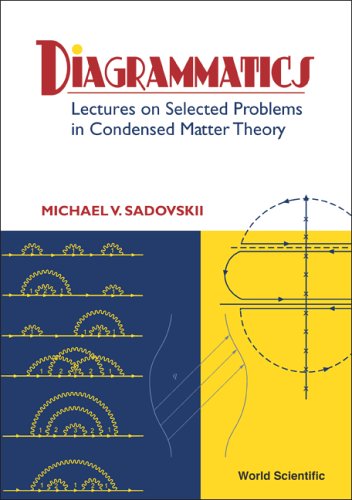 DIAGRAMMATICS
Lectures on Selected Problems
in Condensed Matter Theory
MICHAEL V. SADOVSKII
q
World Scientific